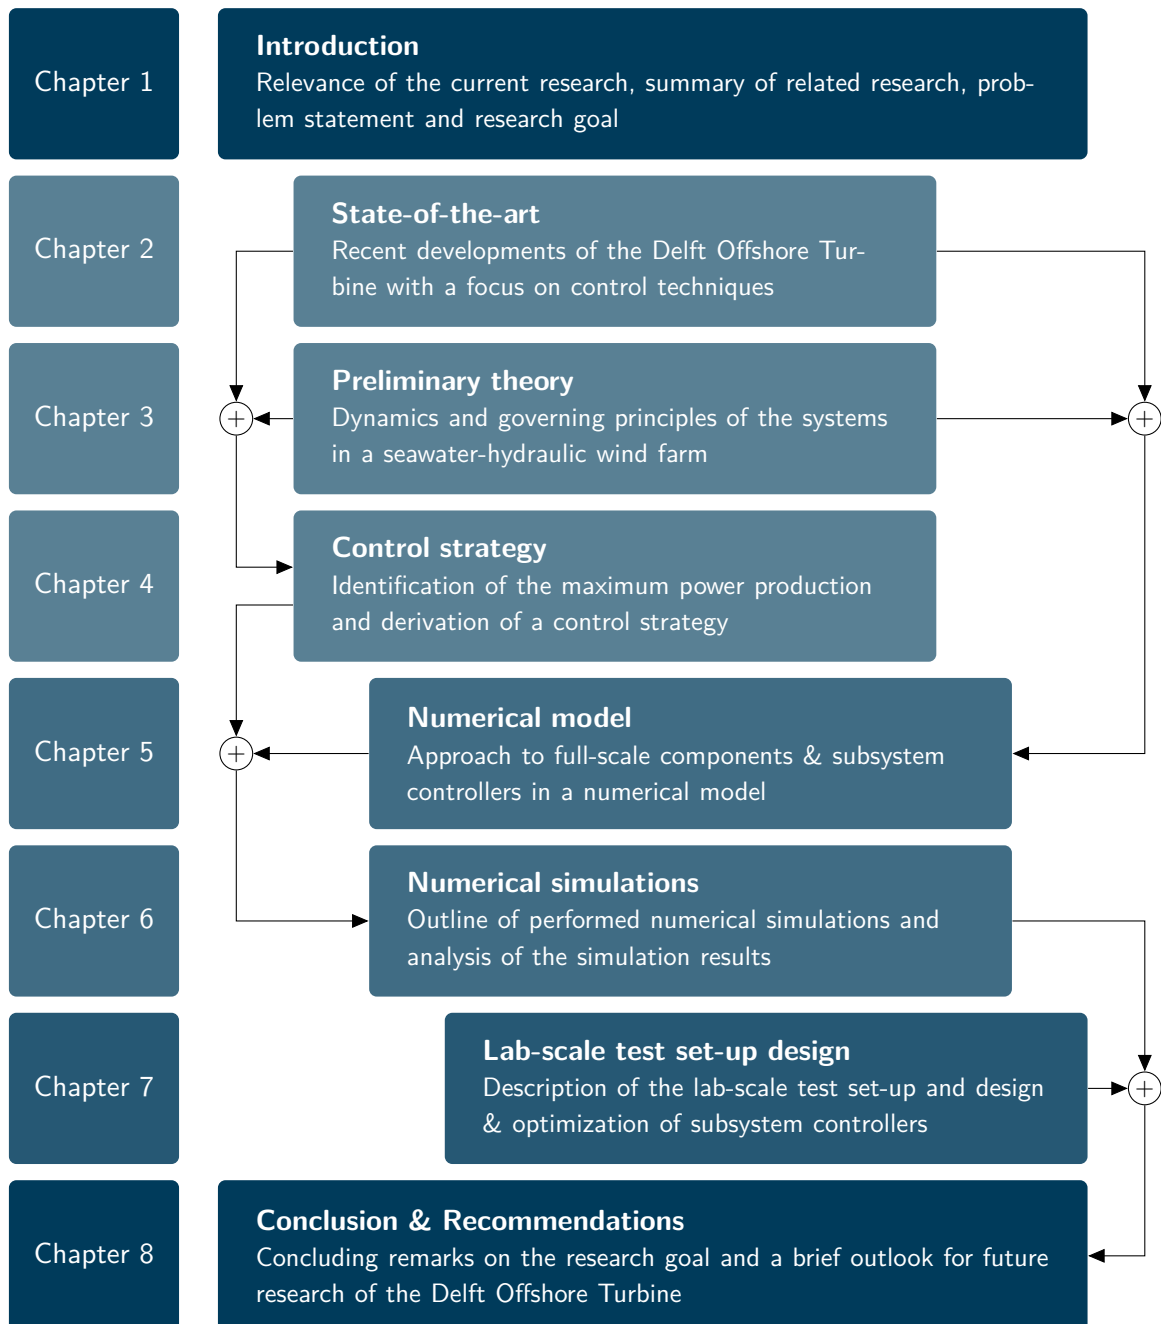 Chapter 1
Introduction
Relevance of the current research, summary of related research, prob-
lem statement and research goal
Chapter 2
State-of-the-art
Recent developments of the Delft Offshore Tur-
bine with a focus on control techniques
Chapter 3
Preliminary theory
Dynamics and governing principles of the systems
in a seawater-hydraulic wind farm
+
+
Chapter 4
Control strategy
Identification of the maximum power production
and derivation of a control strategy
Chapter 5
Numerical model
Approach to full-scale components & subsystem
controllers in a numerical model
+
Chapter 6
Numerical simulations
Outline of performed numerical simulations and
analysis of the simulation results
Chapter 7
Lab-scale test set-up design
Description of the lab-scale test set-up and design
& optimization of subsystem controllers
+
Chapter 8
Conclusion & Recommendations
Concluding remarks on the research goal and a brief outlook for future
research of the Delft Offshore Turbine